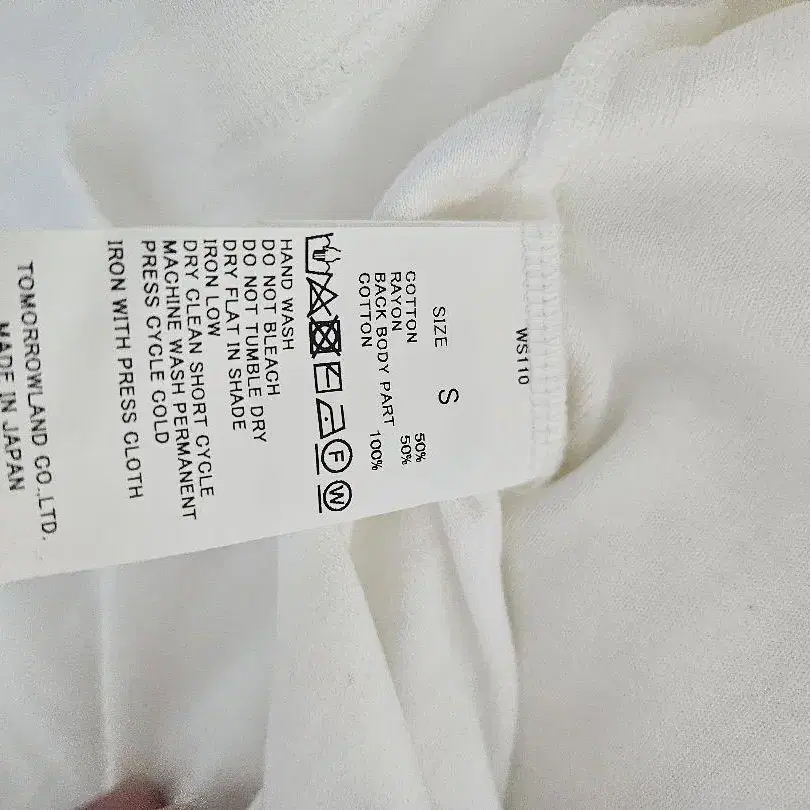 WS110
SIZE S
COTTON 50%
RAYON 50%
BACK BODY PART
COTTON 100%
F W
HAND WASH
DO NOT BLEACH
DO NOT TUMBLE DRY
DRY FLAT IN SHADE
IRON LOW
DRY CLEAN SHORT CYCLE
MACHINE WASH PERMANENT
PRESS CYCLE COLD
IRON WITH PRESS CLOTH
TOMORROWLAND CO.,LTD.
MADE IN JAPAN